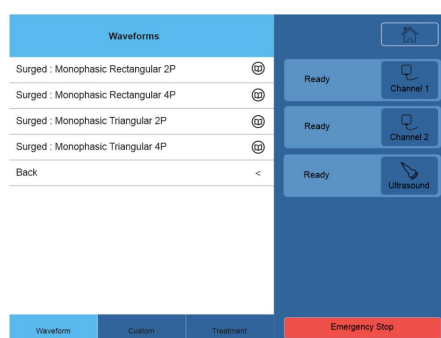 Waveforms
Surged : Monophasic Rectangular 2P
Surged : Monophasic Rectangular 4P
Surged : Monophasic Triangular 2P
Surged : Monophasic Triangular 4P
Back <
Ready
Channel 1
Ready
Channel 2
Ready
Ultrasound
Waveform
Custom
Treatment
Emergency Stop